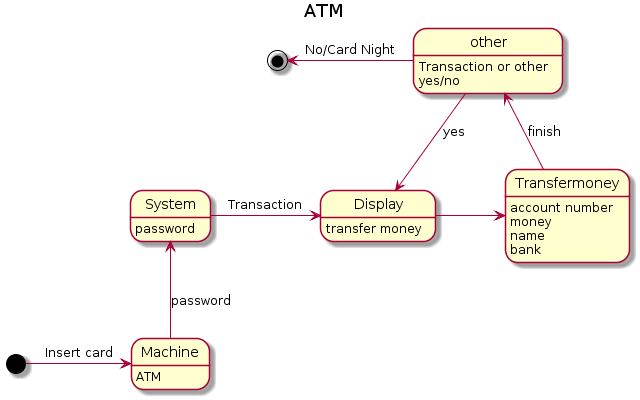 ATM
No/Card Night
other
Transaction or other
yes/no
yes
finish
System
password
Transaction
Display
transfer money
Transfermoney
account number
money
name
bank
password
Insert card
Machine
ATM